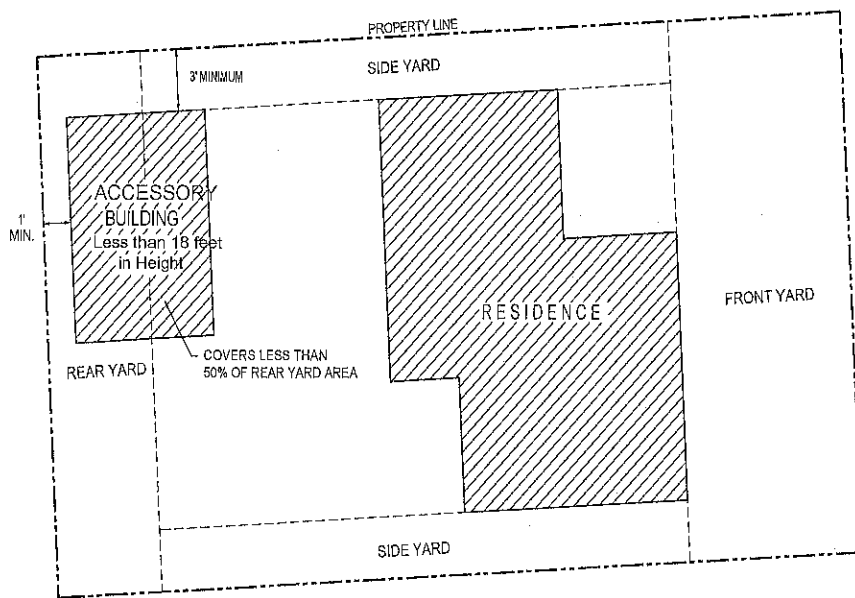 PROPERTY LINE
SIDE YARD
3' MINIMUM
ACCESSORY
BUILDING
Less than 18 feet
in Height
1'
MIN.
RESIDENCE
FRONT YARD
COVERS LESS THAN
50% OF REAR YARD AREA
REAR YARD
SIDE YARD